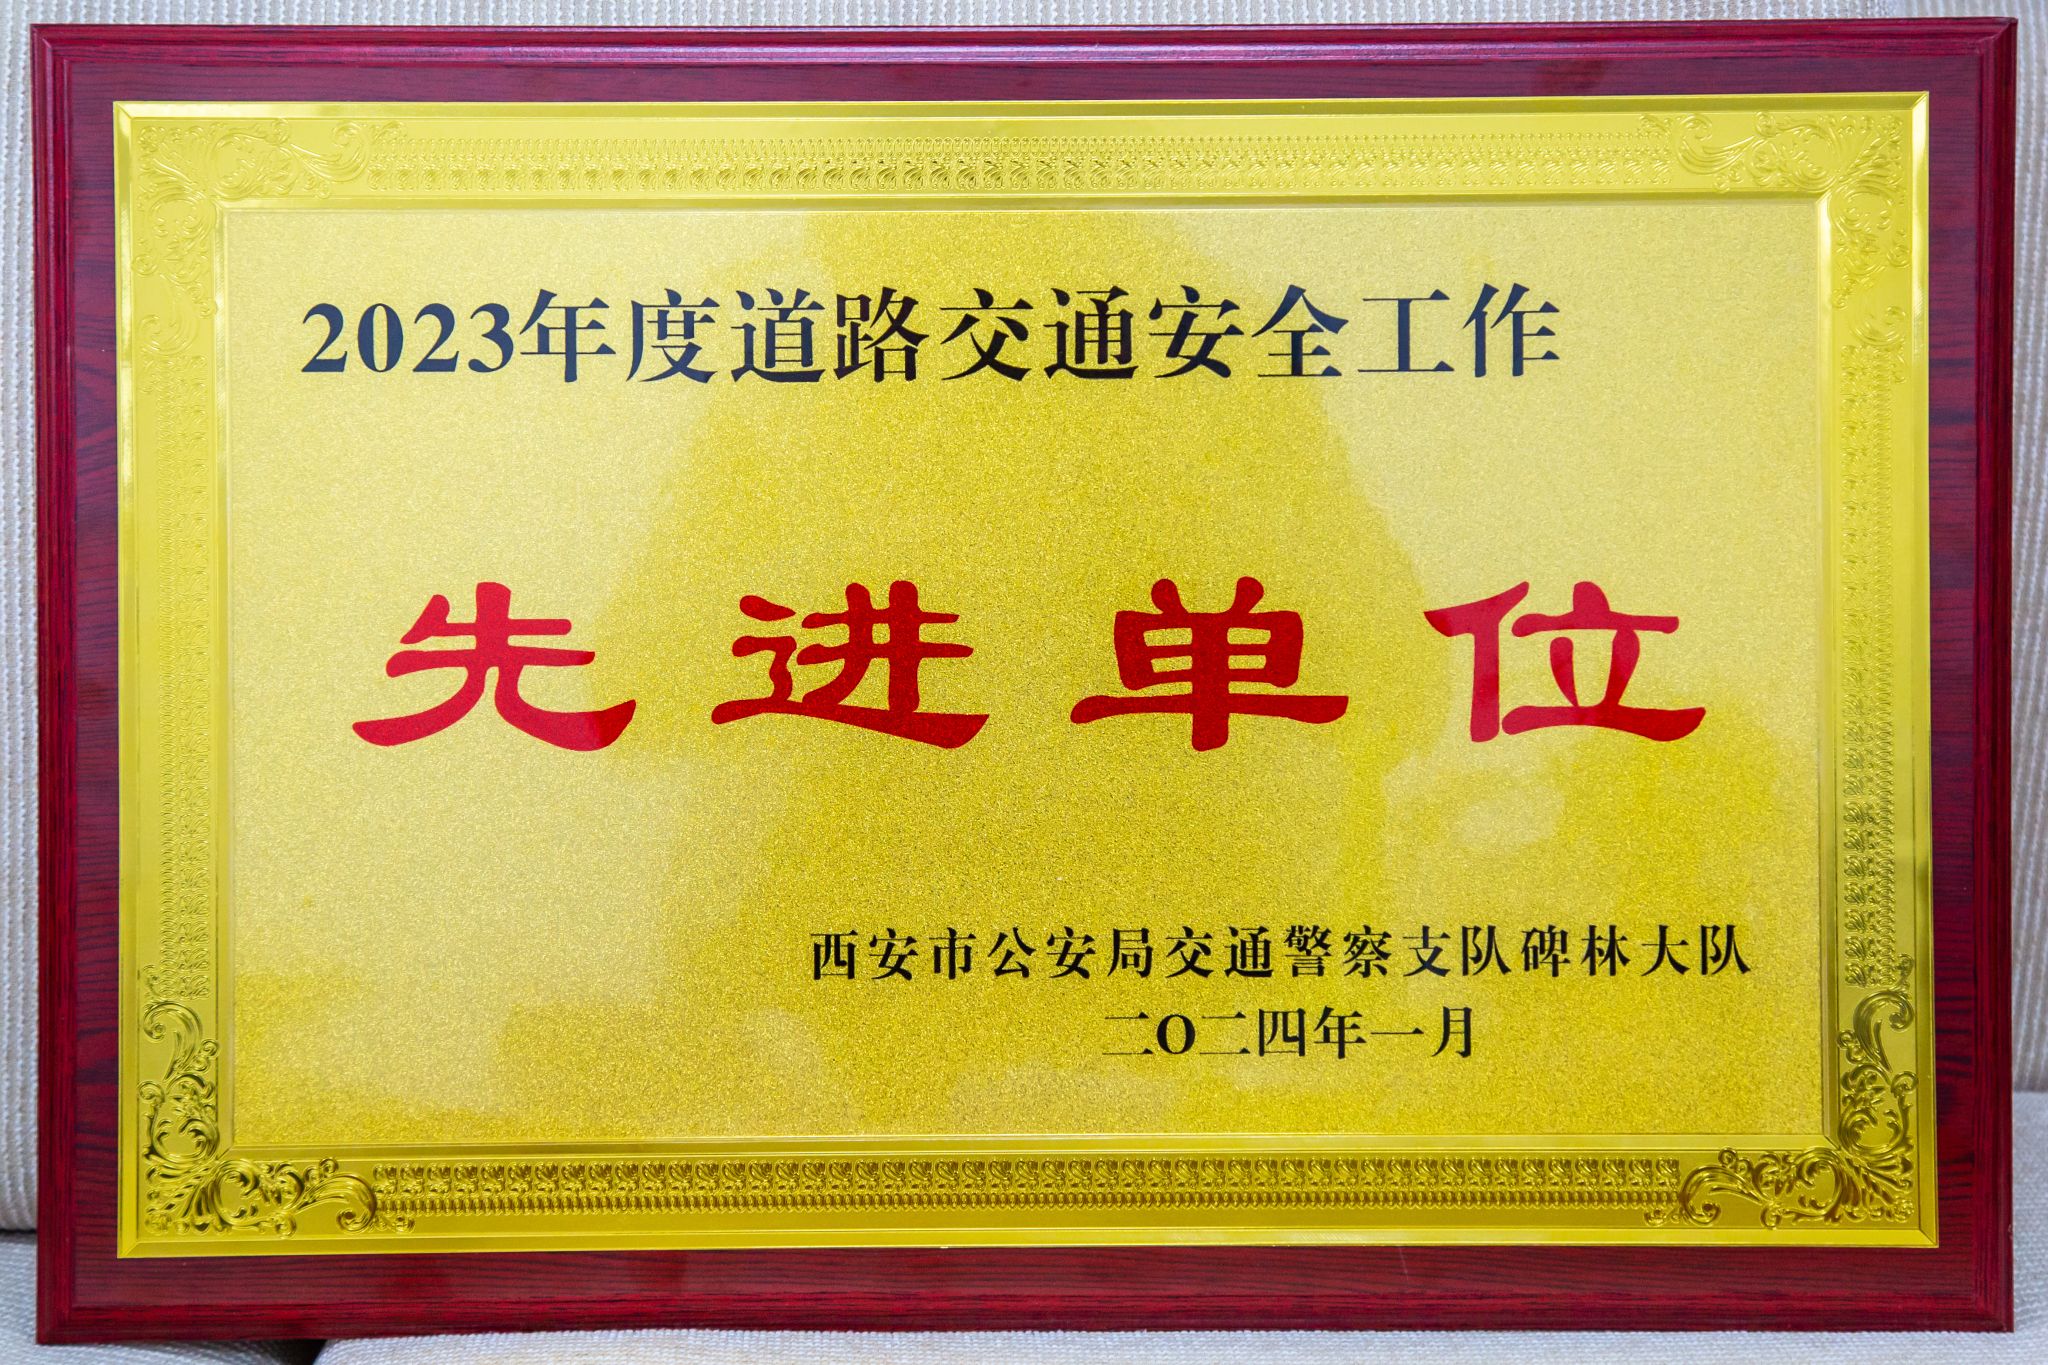 2023年度道路交通安全工作
先进单位
西安市公安局交通警察支队碑林大队
二O二四年一月